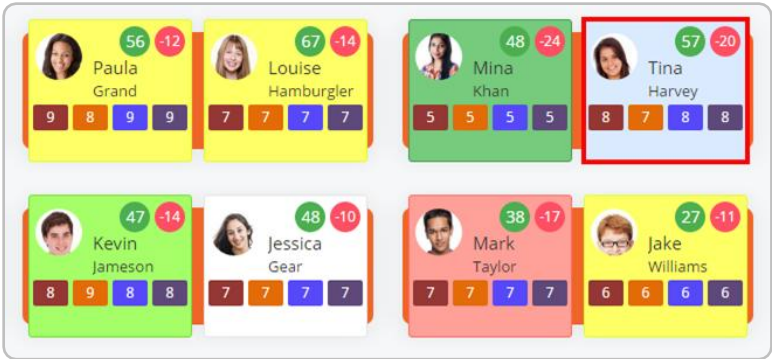 56 -12
Paula
Grand
9 8 9 9
67 -14
Louise
Hamburgler
7 7 7 7
48 -24
Mina
Khan
5 5 5 5
57 -20
Tina
Harvey
8 7 8 8
47 -14
Kevin
Jameson
8 9 8 8
48 -10
Jessica
Gear
7 7 7 7
38 -17
Mark
Taylor
7 7 7 7
27 -11
Jake
Williams
6 6 6 6